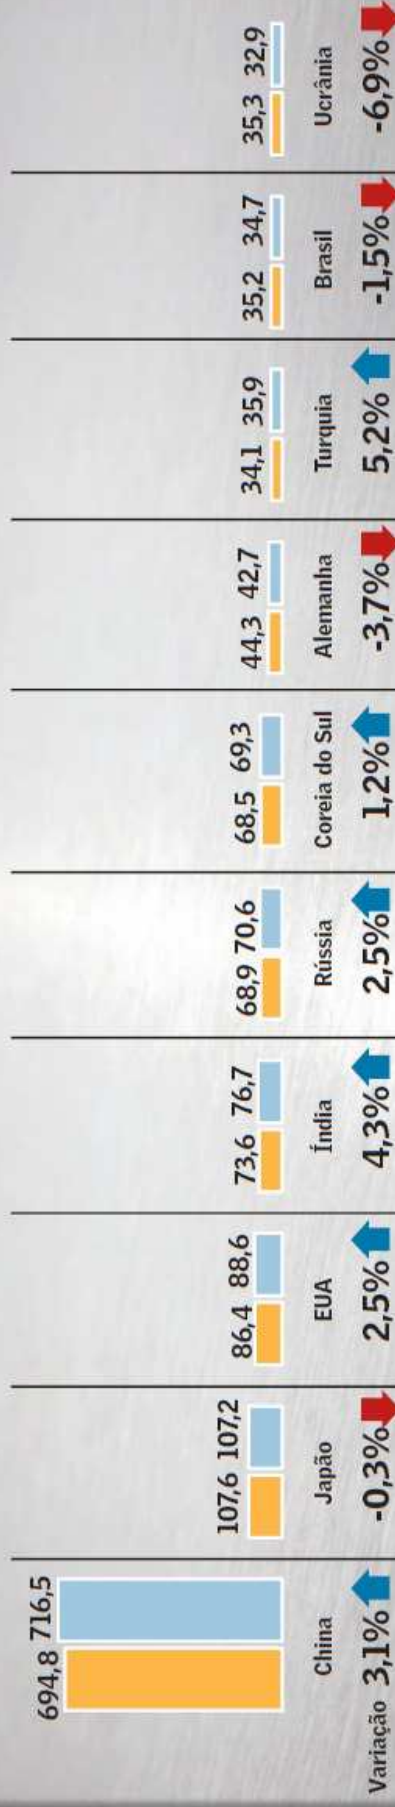 694,8 716,5
China
3,1%
107,6 107,2
Japão
-0,3%
86,4 88,6
EUA
2,5%
73,6 76,7
Índia
4,3%
68,9 70,6
Rússia
2,5%
68,5 69,3
Coreia do Sul
1,2%
44,3 42,7
Alemanha
-3,7%
34,1 35,9
Turquia
5,2%
35,2 34,7
Brasil
-1,5%
35,3 32,9
Ucrânia
-6,9%
Variação